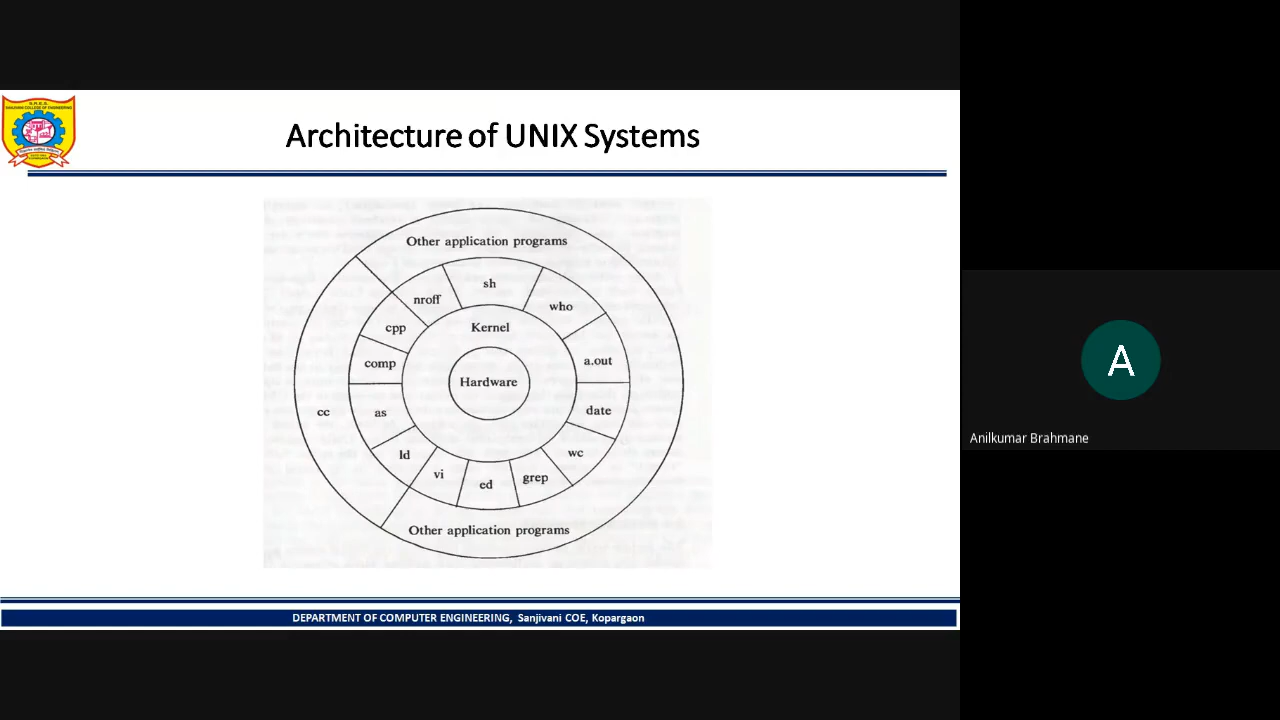 Architecture of UNIX Systems
Other application programs
sh
nroff
who
cpp
Kernel
comp
a.out
Hardware
cc
as
date
ld
wc
vi
ed
grep
Other application programs
DEPARTMENT OF COMPUTER ENGINEERING, Sanjivani COE, Kopargaon
A
Anilkumar Brahmane